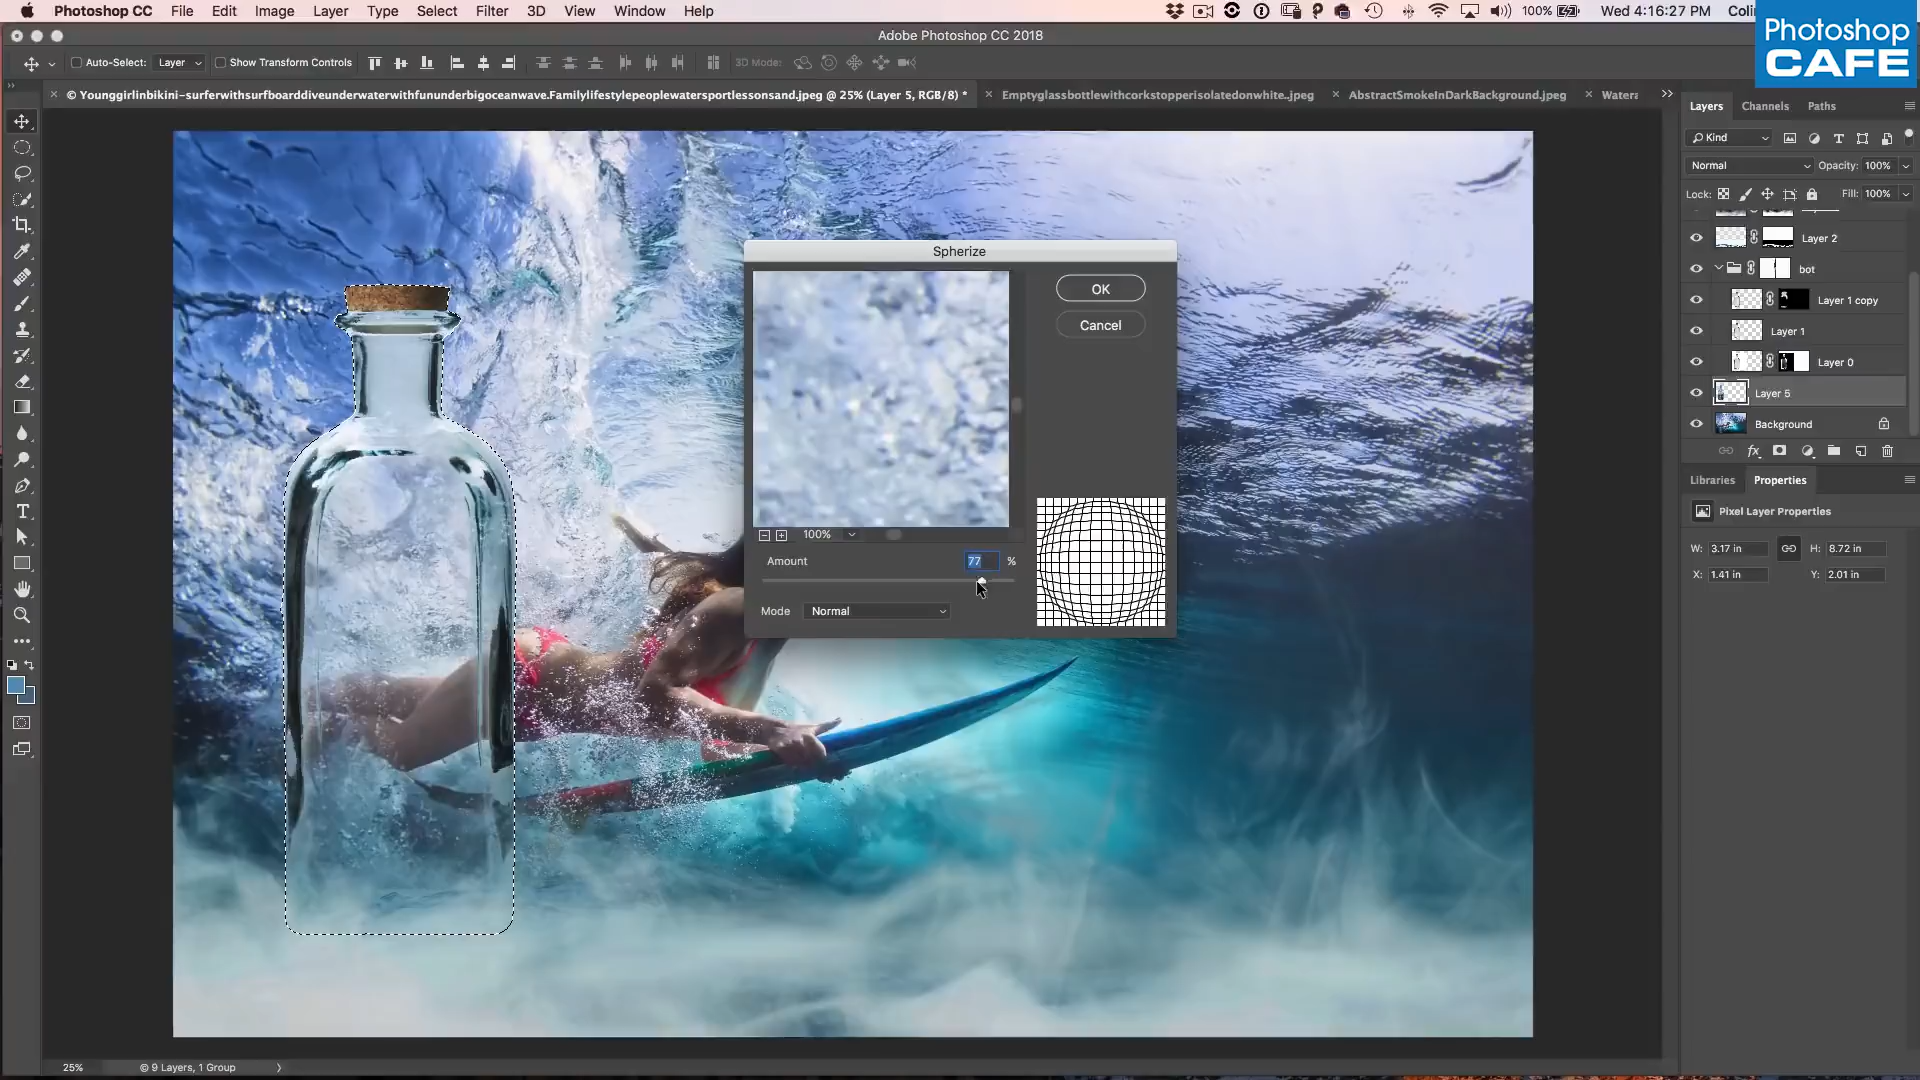 Photoshop CC File Edit Image Layer Type Select Filter 3D View Window Help 100% Wed 4:16:27 PM
Adobe Photoshop CC 2018
Photoshop
CAFE
Auto-Select: Layer Show Transform Controls 3D Mode:
© Younggirlinbikini-surferwithsurfboarddiveunderwaterwithfununderbigoceanwave.Familylifestylepeoplewatersportlessonsand.jpeg @ 25% (Layer 5, RGB/8) * Emptyglassbottlewithcorkstopperisolatedonwhite..jpeg AbstractSmokeInDarkBackground.jpeg
Layers Channels Paths
Kind
Normal Opacity: 100%
Lock: Fill: 100%
Layer 2
bot
Layer 1 copy
Layer 1
Layer 0
Layer 5
Background
fx
Libraries Properties
Pixel Layer Properties
W: 3.17 in H: 8.72 in
X: 1.41 in Y: 2.01 in
Spherize
OK
Cancel
100%
Amount 77 %
Mode Normal
25% © 9 Layers, 1 Group